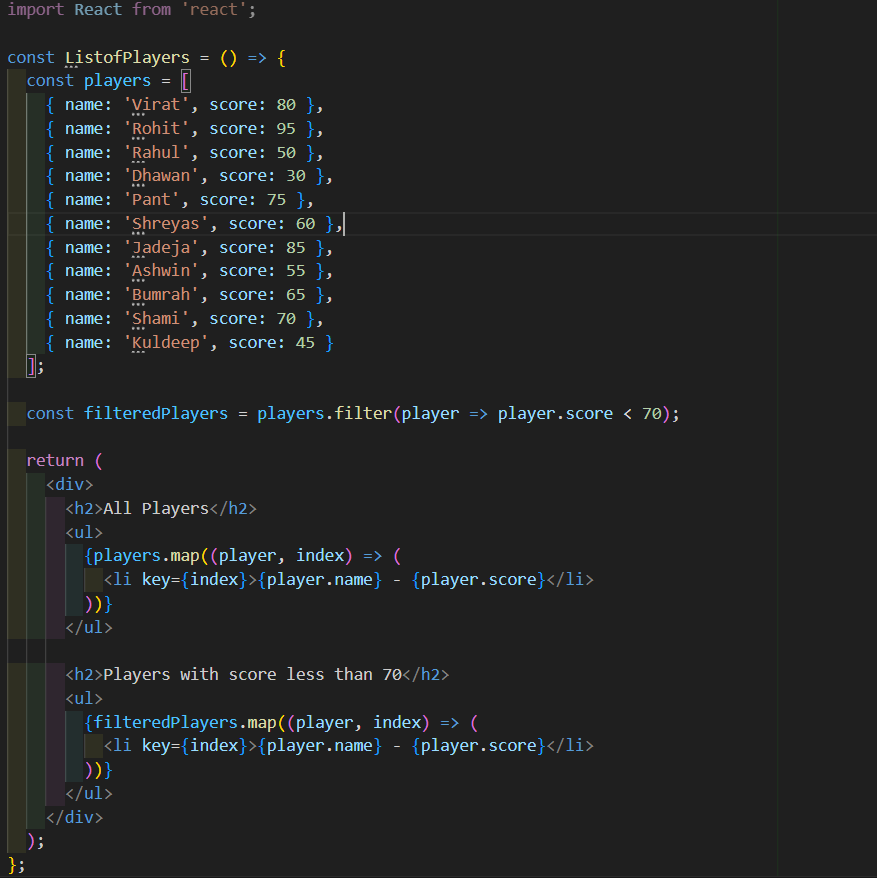 import React from 'react';

const ListofPlayers = () => {
  const players = [
    { name: 'Virat', score: 80 },
    { name: 'Rohit', score: 95 },
    { name: 'Rahul', score: 50 },
    { name: 'Dhawan', score: 30 },
    { name: 'Pant', score: 75 },
    { name: 'Shreyas', score: 60 },
    { name: 'Jadeja', score: 85 },
    { name: 'Ashwin', score: 55 },
    { name: 'Bumrah', score: 65 },
    { name: 'Shami', score: 70 },
    { name: 'Kuldeep', score: 45 }
  ];

  const filteredPlayers = players.filter(player => player.score < 70);

  return (
    <div>
      <h2>All Players</h2>
      <ul>
        {players.map((player, index) => (
          <li key={index}>{player.name} - {player.score}</li>
        ))}
      </ul>

      <h2>Players with score less than 70</h2>
      <ul>
        {filteredPlayers.map((player, index) => (
          <li key={index}>{player.name} - {player.score}</li>
        ))}
      </ul>
    </div>
  );
};